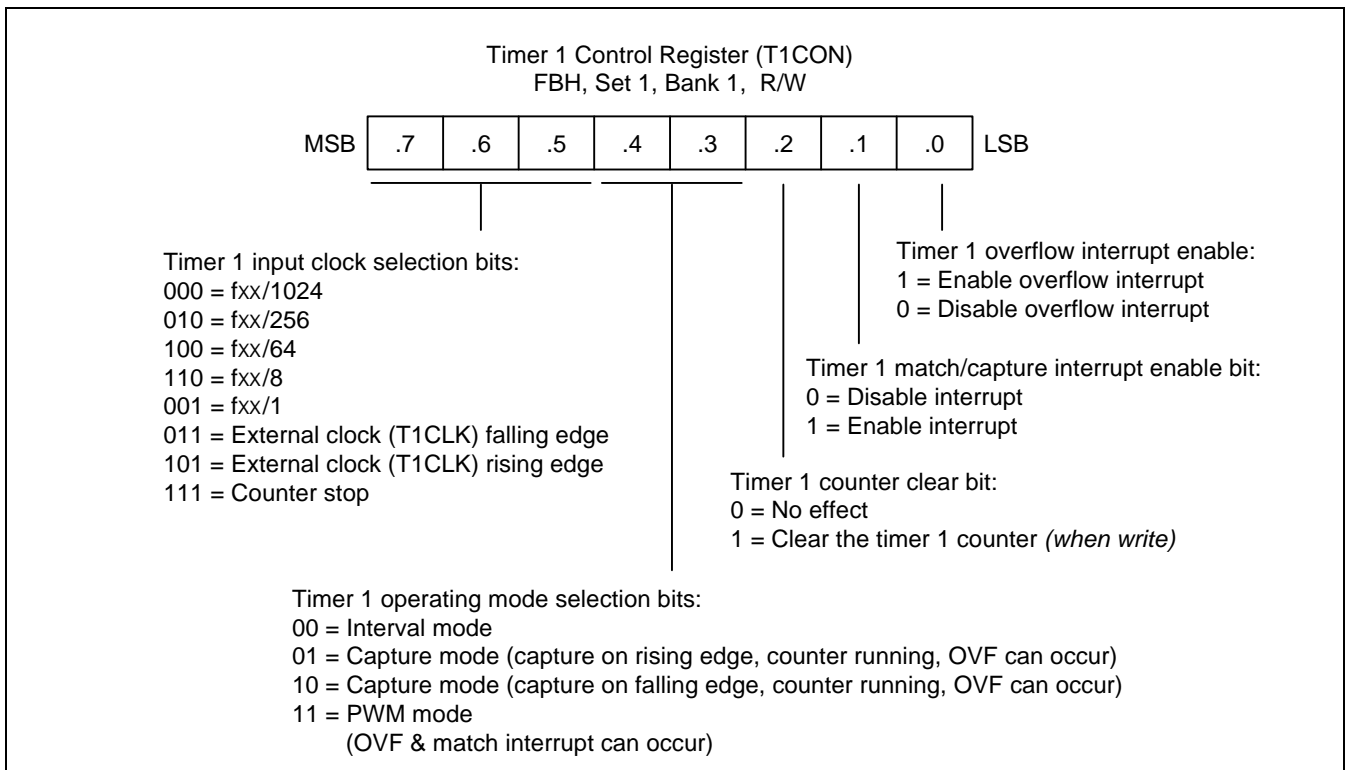 Timer 1 Control Register (T1CON)
FBH, Set 1, Bank 1, R/W
MSB .7 .6 .5 .4 .3 .2 .1 .0 LSB
Timer 1 input clock selection bits:
000 = fxx/1024
010 = fxx/256
100 = fxx/64
110 = fxx/8
001 = fxx/1
011 = External clock (T1CLK) falling edge
101 = External clock (T1CLK) rising edge
111 = Counter stop
Timer 1 overflow interrupt enable:
1 = Enable overflow interrupt
0 = Disable overflow interrupt
Timer 1 match/capture interrupt enable bit:
0 = Disable interrupt
1 = Enable interrupt
Timer 1 counter clear bit:
0 = No effect
1 = Clear the timer 1 counter (when write)
Timer 1 operating mode selection bits:
00 = Interval mode
01 = Capture mode (capture on rising edge, counter running, OVF can occur)
10 = Capture mode (capture on falling edge, counter running, OVF can occur)
11 = PWM mode
(OVF & match interrupt can occur)